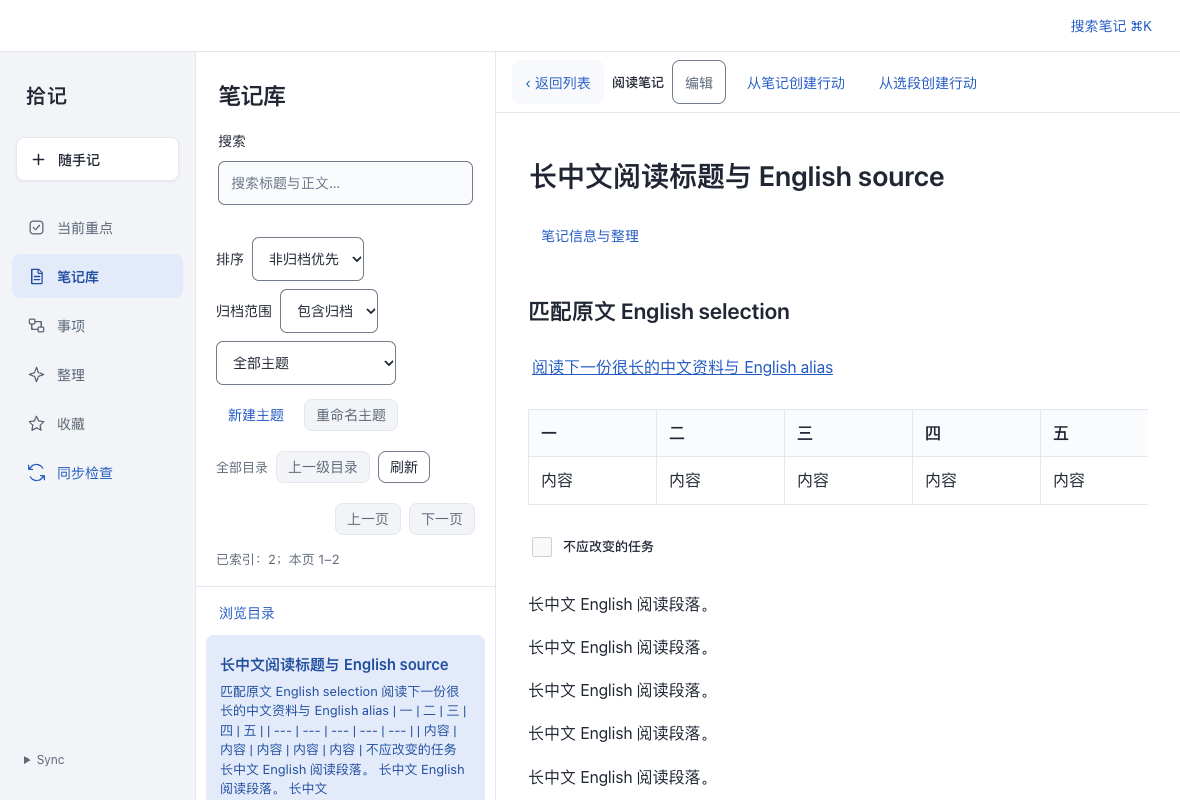 搜索笔记 ⌘K
拾记
+ 随手记
当前重点
笔记库
事项
整理
收藏
同步检查
▶ Sync
笔记库
搜索
搜索标题与正文...
排序 非归档优先
归档范围 包含归档
全部主题
新建主题 重命名主题
全部目录 上一级目录 刷新
上一页 下一页
已索引：2；本页 1–2
浏览目录
长中文阅读标题与 English source
匹配原文 English selection 阅读下一份很
长的中文资料与 English alias | 一 | 二 | 三 |
四 | 五 | | --- | --- | --- | --- | --- | | 内容 |
内容 | 内容 | 内容 | 内容 | 不应改变的任务
长中文 English 阅读段落。 长中文 English
阅读段落。 长中文
‹ 返回列表 阅读笔记 编辑 从笔记创建行动 从选段创建行动
长中文阅读标题与 English source
笔记信息与整理
匹配原文 English selection
阅读下一份很长的中文资料与 English alias
一 二 三 四 五
内容 内容 内容 内容 内容
不应改变的任务
长中文 English 阅读段落。
长中文 English 阅读段落。
长中文 English 阅读段落。
长中文 English 阅读段落。
长中文 English 阅读段落。